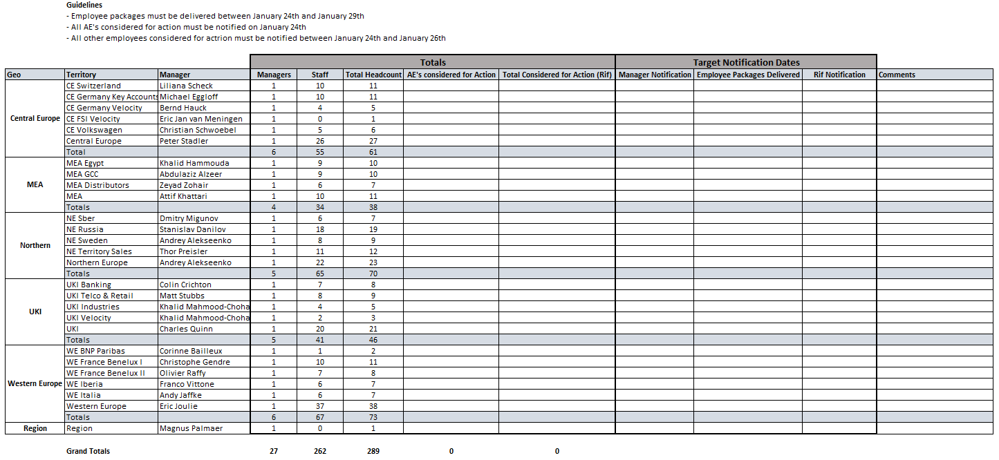 Guidelines
- Employee packages must be delivered between January 24th and January 29th
- All AE's considered for action must be notified on January 24th
- All other employees considered for actrion must be notified between January 24th and January 26th
Totals Target Notification Dates
Geo Territory Manager Managers Staff Total Headcount AE's considered for Action Total Considered for Action (Rif) Manager Notification Employee Packages Delivered Rif Notification Comments
Central Europe
CE Switzerland Liliana Scheck 1 10 11
CE Germany Key Accounts Michael Eggloff 1 10 11
CE Germany Velocity Bernd Hauck 1 4 5
CE FSI Velocity Eric Jan van Meningen 1 0 1
CE Volkswagen Christian Schwoebel 1 5 6
Central Europe Peter Stadler 1 26 27
Total 6 55 61
MEA
MEA Egypt Khalid Hammouda 1 9 10
MEA GCC Abdulaziz Alzeer 1 9 10
MEA Distributors Zeyad Zohair 1 6 7
MEA Attif Khattari 1 10 11
Totals 4 34 38
Northern
NE Sber Dmitry Migunov 1 6 7
NE Russia Stanislav Danilov 1 18 19
NE Sweden Andrey Alekseenko 1 8 9
NE Territory Sales Thor Preisler 1 11 12
Northern Europe Andrey Alekseenko 1 22 23
Totals 5 65 70
UKI
UKI Banking Colin Crichton 1 7 8
UKI Telco & Retail Matt Stubbs 1 8 9
UKI Industries Khalid Mahmood-Choha 1 4 5
UKI Velocity Khalid Mahmood-Choha 1 2 3
UKI Charles Quinn 1 20 21
Totals 5 41 46
Western Europe
WE BNP Paribas Corinne Bailleux 1 1 2
WE France Benelux I Christophe Gendre 1 10 11
WE France Benelux II Olivier Raffy 1 7 8
WE Iberia Franco Vittone 1 6 7
WE Italia Andy Jaffke 1 6 7
Western Europe Eric Joulie 1 37 38
Totals 6 67 73
Region Region Magnus Palmaer 1 0 1
Grand Totals 27 262 289 0 0